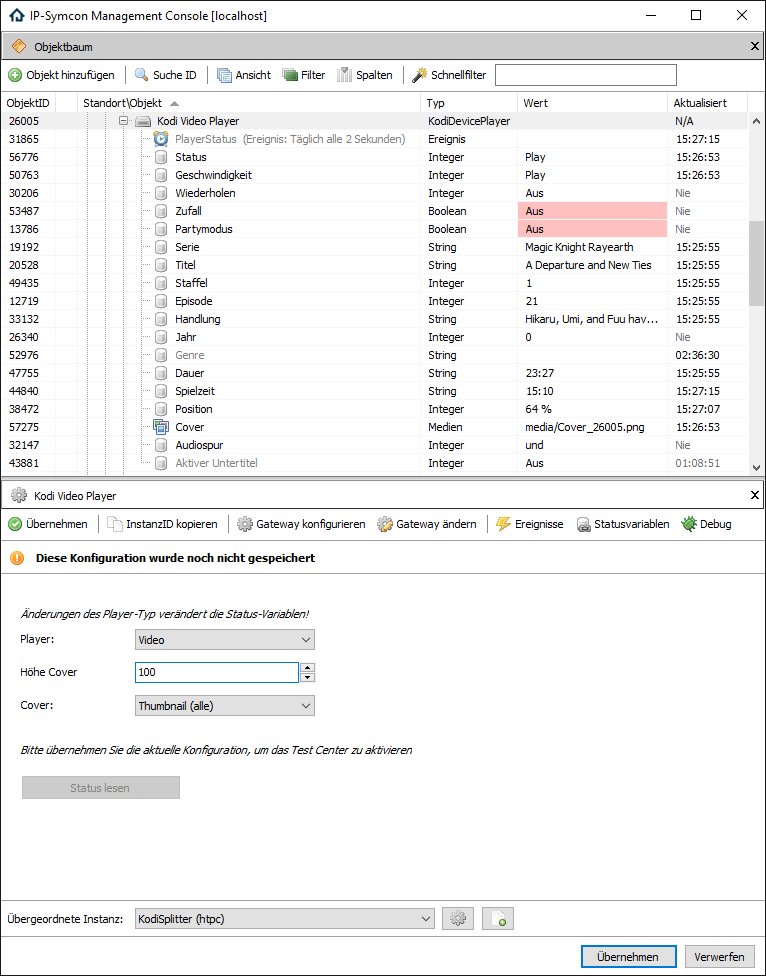 IP-Symcon Management Console [localhost]
Objektbaum
Objekt hinzufügen Suche ID Ansicht Filter Spalten Schnellfilter
ObjektID Standort\Objekt Typ Wert Aktualisiert
26005 Kodi Video Player KodiDevicePlayer N/A
31865 PlayerStatus (Ereignis: Täglich alle 2 Sekunden) Ereignis 15:27:15
56776 Status Integer Play 15:26:53
50763 Geschwindigkeit Integer Play 15:26:53
30206 Wiederholen Integer Aus Nie
53487 Zufall Boolean Aus Nie
13786 Partymodus Boolean Aus Nie
19192 Serie String Magic Knight Rayearth 15:25:55
20528 Titel String A Departure and New Ties 15:25:55
49435 Staffel Integer 1 15:25:55
12719 Episode Integer 21 15:25:55
33132 Handlung String Hikaru, Umi, and Fuu hav... 15:25:55
26340 Jahr Integer 0 Nie
52976 Genre String 02:36:30
47755 Dauer String 23:27 15:25:55
44840 Spielzeit String 15:10 15:27:15
38472 Position Integer 64 % 15:27:07
57275 Cover Medien media/Cover_26005.png 15:26:53
32147 Audiospur Integer und Nie
43881 Aktiver Untertitel Integer Aus 01:08:51
Kodi Video Player
Übernehmen InstanzID kopieren Gateway konfigurieren Gateway ändern Ereignisse Statusvariablen Debug
Diese Konfiguration wurde noch nicht gespeichert
Änderungen des Player-Typ verändert die Status-Variablen!
Player: Video
Höhe Cover 100
Cover: Thumbnail (alle)
Bitte übernehmen Sie die aktuelle Konfiguration, um das Test Center zu aktivieren
Status lesen
Übergeordnete Instanz: KodiSplitter (htpc)
Übernehmen Verwerfen